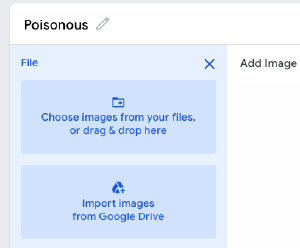 Poisonous
File
Add Image
Choose images from your files,
or drag & drop here
Import images
from Google Drive